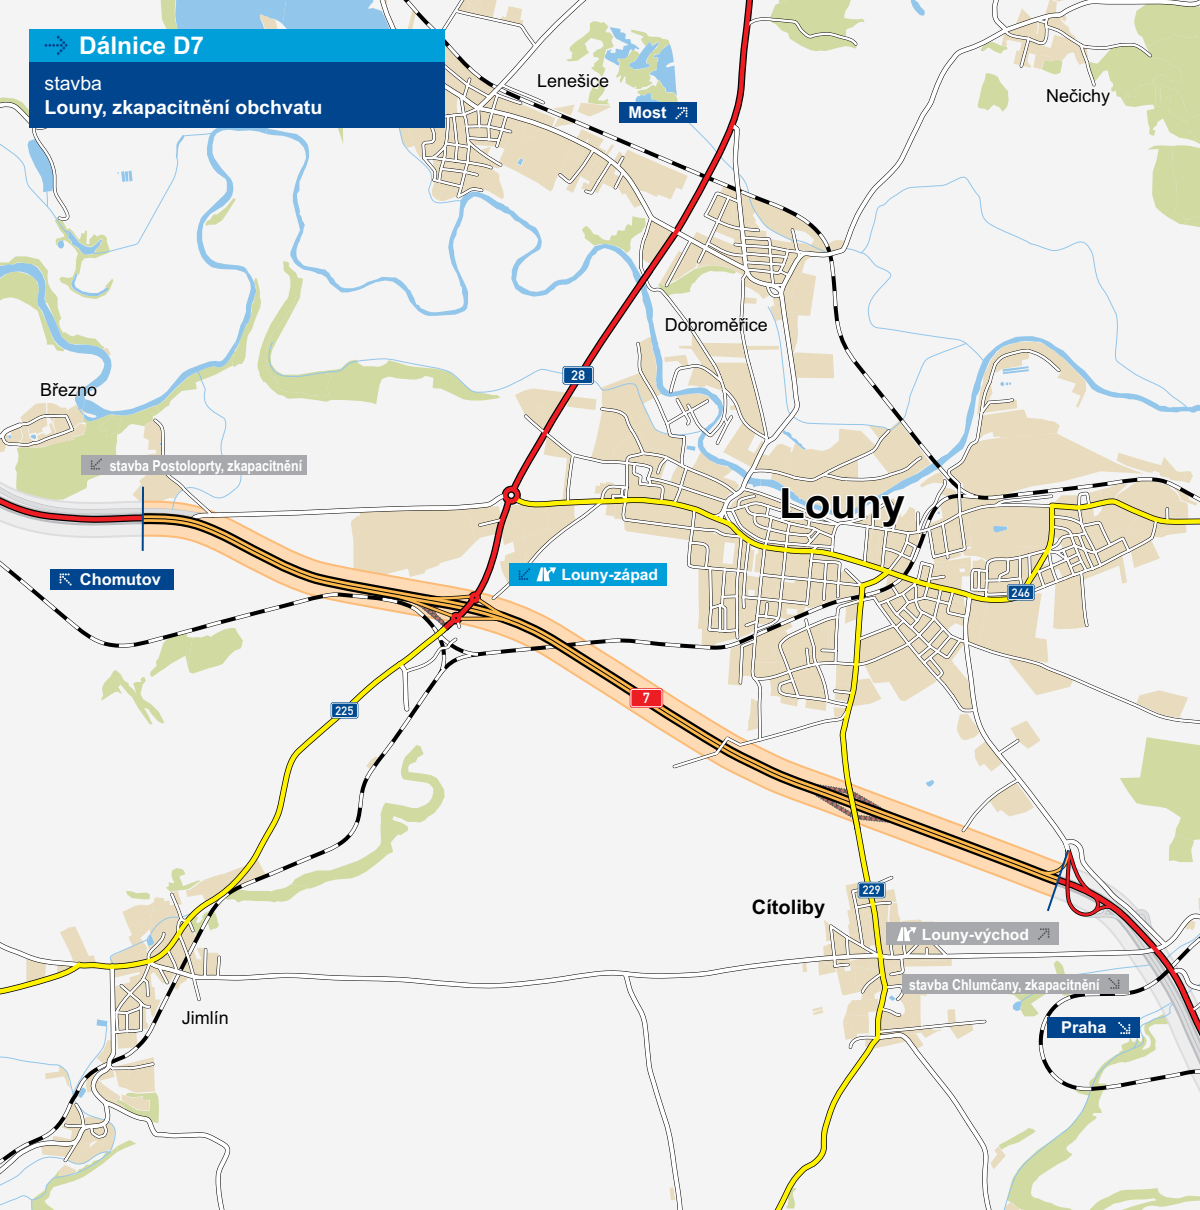 Dálnice D7
stavba
Louny, zkapacitnění obchvatu
Lenešice
Most
Nečichy
Dobroměřice
28
Březno
stavba Postoloprty, zkapacitnění
Louny
Chomutov
Louny-západ
246
7
225
229
Cítoliby
Louny-východ
stavba Chlumčany, zkapacitnění
Jimlín
Praha